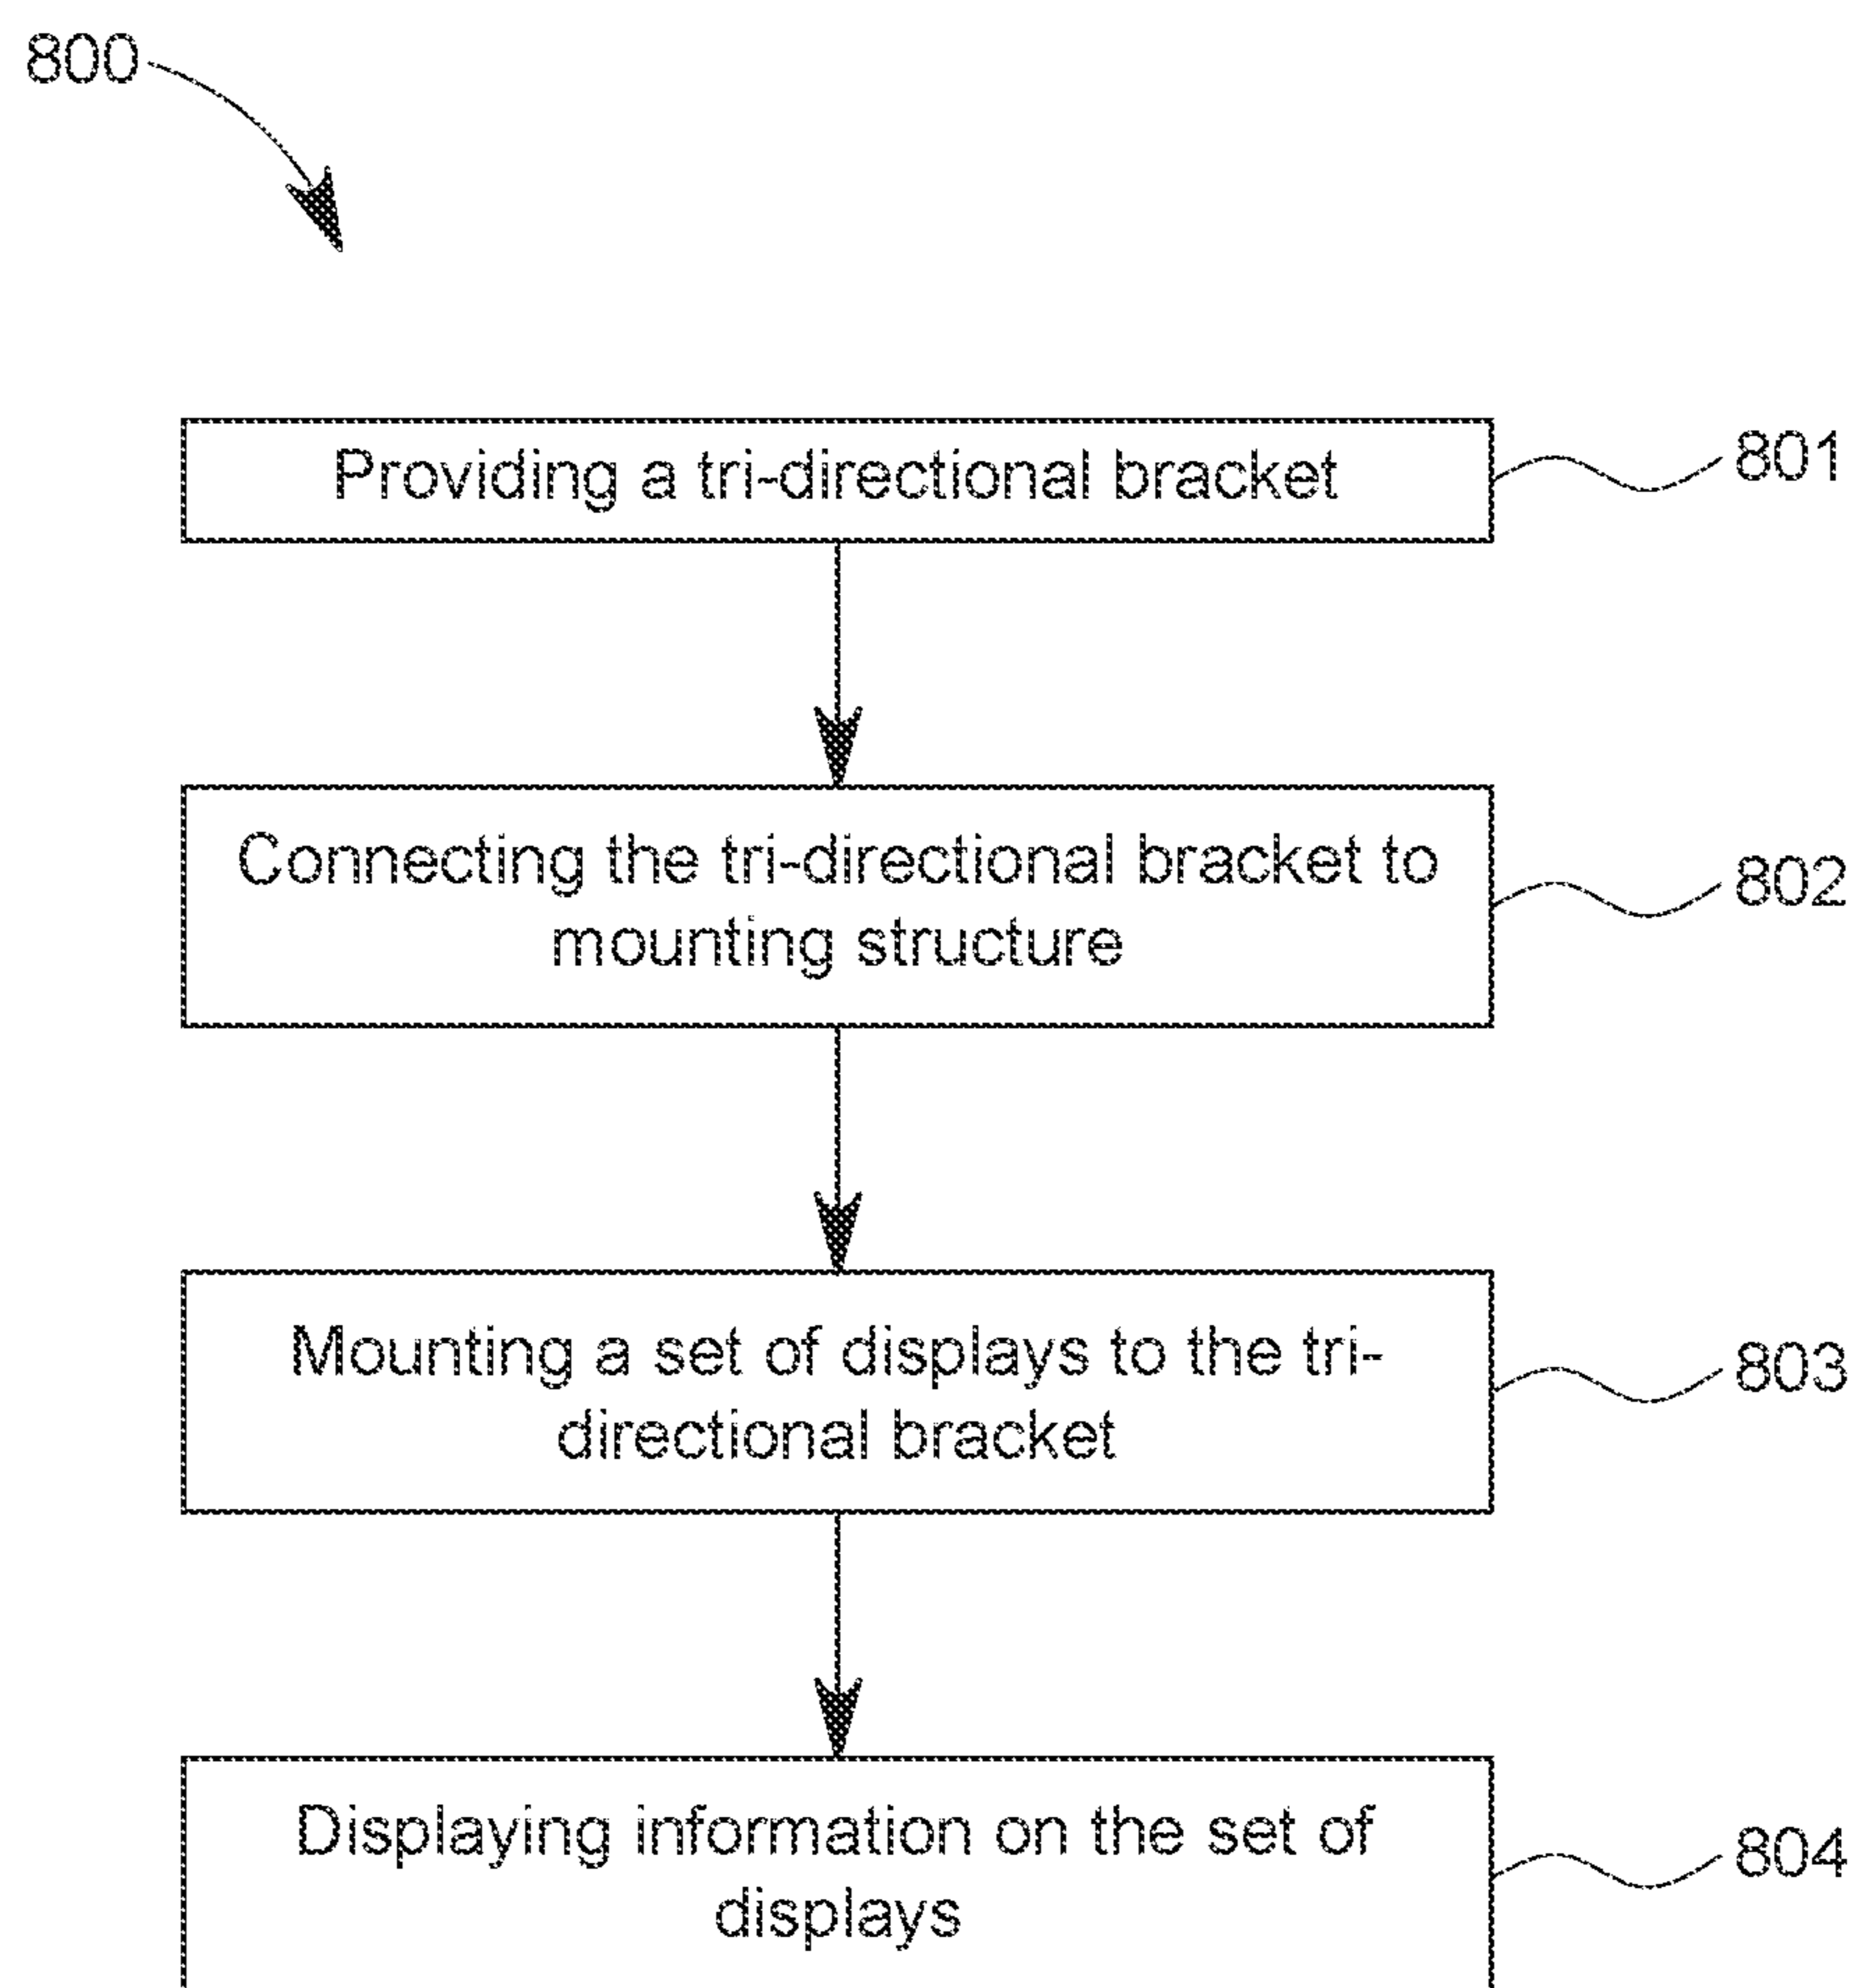 800
Providing a tri-directional bracket
801
Connecting the tri-directional bracket to
mounting structure
802
Mounting a set of displays to the tri-
directional bracket
803
Displaying information on the set of
displays
804